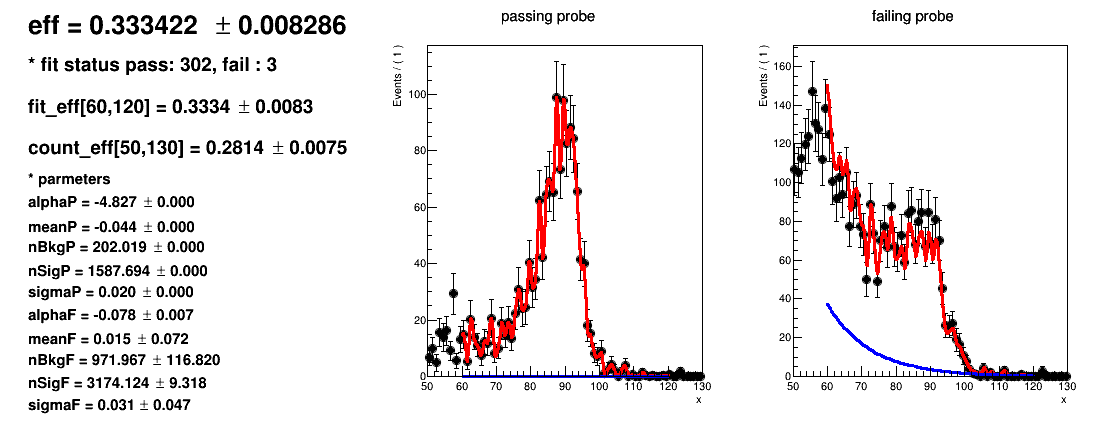 eff = 0.333422 ± 0.008286
* fit status pass: 302, fail : 3
fit_eff[60,120] = 0.3334 ± 0.0083
count_eff[50,130] = 0.2814 ± 0.0075
* parmeters
alphaP = -4.827 ± 0.000
meanP = -0.044 ± 0.000
nBkgP = 202.019 ± 0.000
nSigP = 1587.694 ± 0.000
sigmaP = 0.020 ± 0.000
alphaF = -0.078 ± 0.007
meanF = 0.015 ± 0.072
nBkgF = 971.967 ± 116.820
nSigF = 3174.124 ± 9.318
sigmaF = 0.031 ± 0.047
passing probe
Events / ( 1 )
100
80
60
40
20
0
50 60 70 80 90 100 110 120 130
x
failing probe
Events / ( 1 )
160
140
120
100
80
60
40
20
0
50 60 70 80 90 100 110 120 130
x